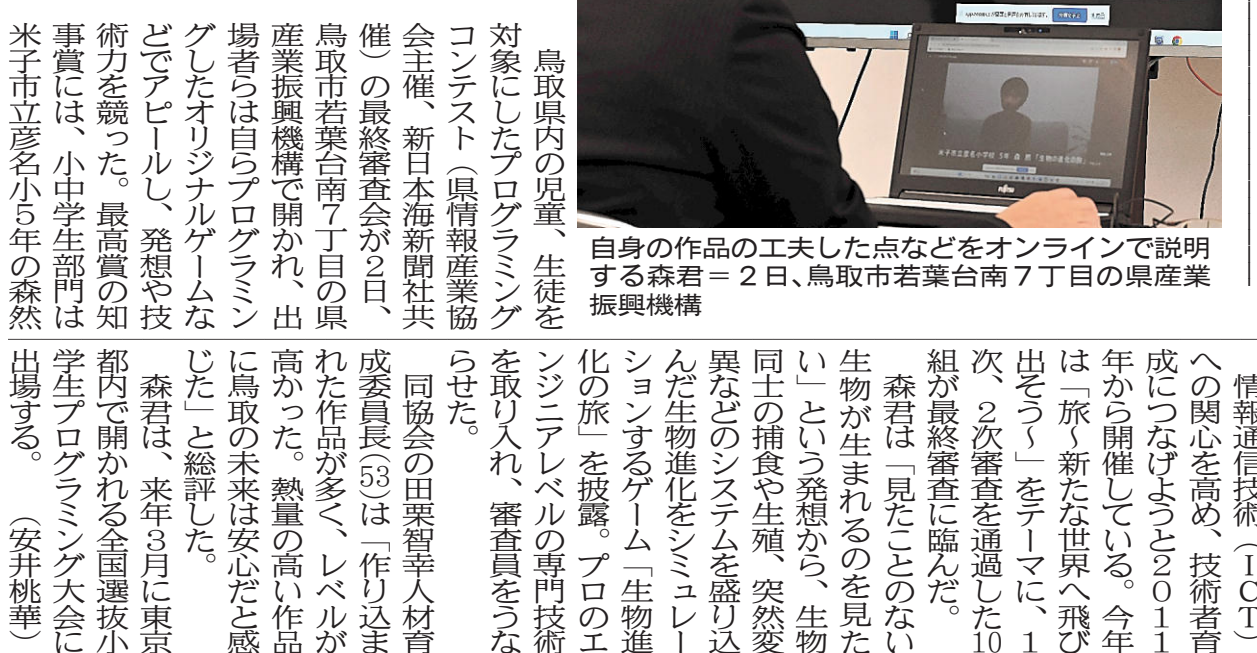 米子市立彦名小学校 5年 森 然 「生物の進化の旅」
FUJITSU
自身の作品の工夫した点などをオンラインで説明
する森君=2日、鳥取市若葉台南7丁目の県産業
振興機構
鳥取県内の児童、生徒を
対象にしたプログラミング
コンテスト(県情報産業協
会主催、新日本海新聞社共
催)の最終審査会が2日、
鳥取市若葉台南7丁目の県
産業振興機構で開かれ、出
場者らは自らプログラミン
グしたオリジナルゲームな
どでアピールし、発想や技
術力を競った。最高賞の知
事賞には、小中学生部門は
米子市立彦名小5年の森然
情報通信技術(ICT)
への関心を高め、技術者育
成につなげようと2011
年から開催している。今年
は「旅~新たな世界へ飛び
出そう~」をテーマに、1
次、2次審査を通過した10
組が最終審査に臨んだ。
森君は「見たことのない
生物が生まれるのを見た
い」という発想から、生物
同士の捕食や生殖、突然変
異などのシステムを盛り込
んだ生物進化をシミュレー
ションするゲーム「生物進
化の旅」を披露。プロのエ
ンジニアレベルの専門技術
を取り入れ、審査員をうな
らせた。
同協会の田栗智幸人材育
成委員長(53)は「作り込ま
れた作品が多く、レベルが
高かった。熱量の高い作品
に鳥取の未来は安心だと感
じた」と総評した。
森君は、来年3月に東京
都内で開かれる全国選抜小
学生プログラミング大会に
出場する。　(安井桃華)